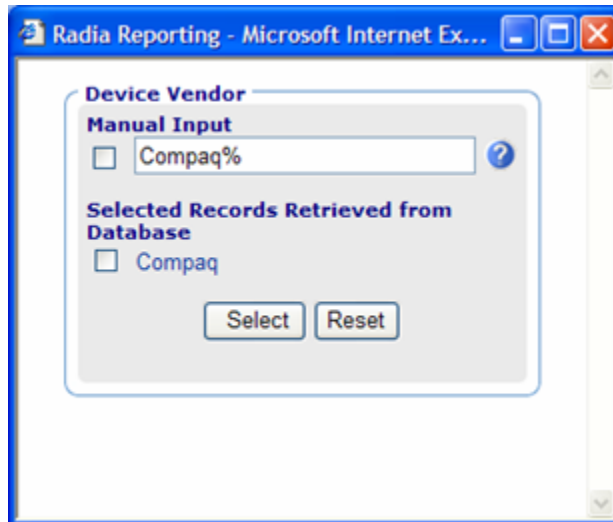 Radia Reporting - Microsoft Internet Ex...
Device Vendor
Manual Input
Compaq%
Selected Records Retrieved from
Database
Compaq
Select Reset